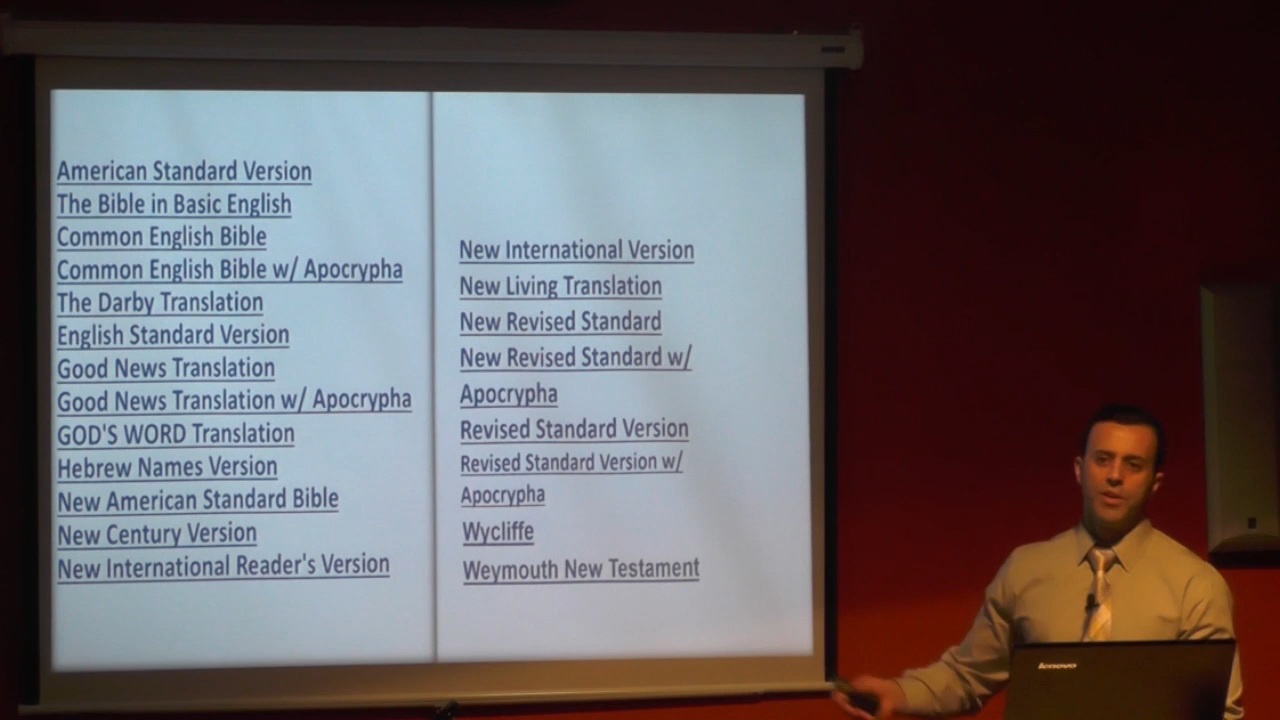 American Standard Version
The Bible in Basic English
Common English Bible
Common English Bible w/ Apocrypha
The Darby Translation
English Standard Version
Good News Translation
Good News Translation w/ Apocrypha
GOD'S WORD Translation
Hebrew Names Version
New American Standard Bible
New Century Version
New International Reader's Version
New International Version
New Living Translation
New Revised Standard
New Revised Standard w/
Apocrypha
Revised Standard Version
Revised Standard Version w/
Apocrypha
Wycliffe
Weymouth New Testament
lenovo